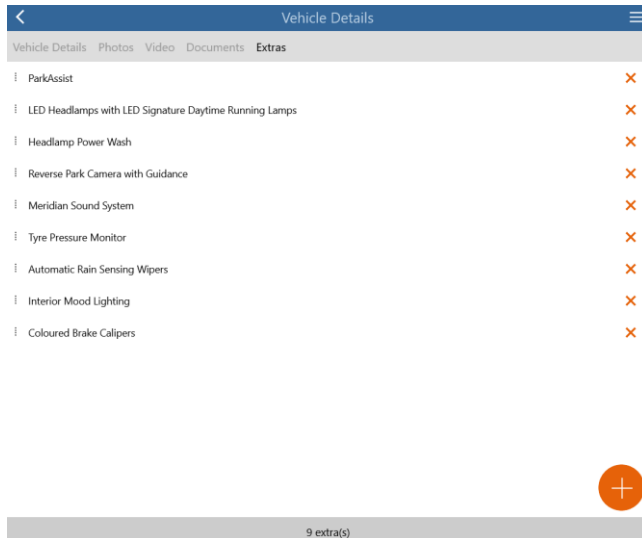 Vehicle Details
Vehicle Details Photos Video Documents Extras
ParkAssist
LED Headlamps with LED Signature Daytime Running Lamps
Headlamp Power Wash
Reverse Park Camera with Guidance
Meridian Sound System
Tyre Pressure Monitor
Automatic Rain Sensing Wipers
Interior Mood Lighting
Coloured Brake Calipers
9 extra(s)